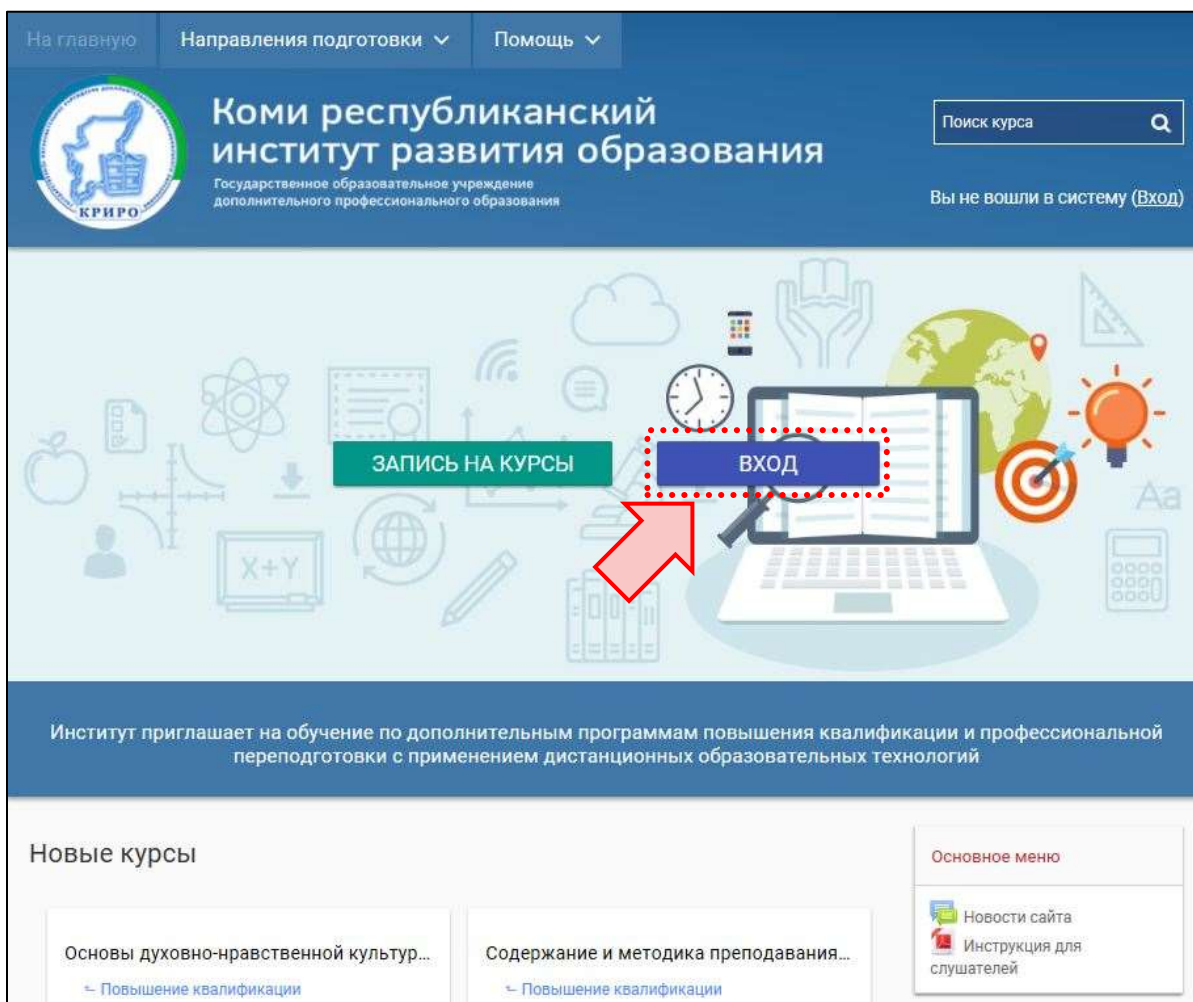 На главную
Направления подготовки
Помощь
КРИРО
Коми республиканский
институт развития образования
Государственное образовательное учреждение
дополнительного профессионального образования
Поиск курса
Вы не вошли в систему (Вход)
ЗАПИСЬ НА КУРСЫ
ВХОД
X+Y
Aa
Институт приглашает на обучение по дополнительным программам повышения квалификации и профессиональной
переподготовки с применением дистанционных образовательных технологий
Новые курсы
Основы духовно-нравственной культур...
Повышение квалификации
Содержание и методика преподавания...
Повышение квалификации
Основное меню
Новости сайта
Инструкция для
слушателей